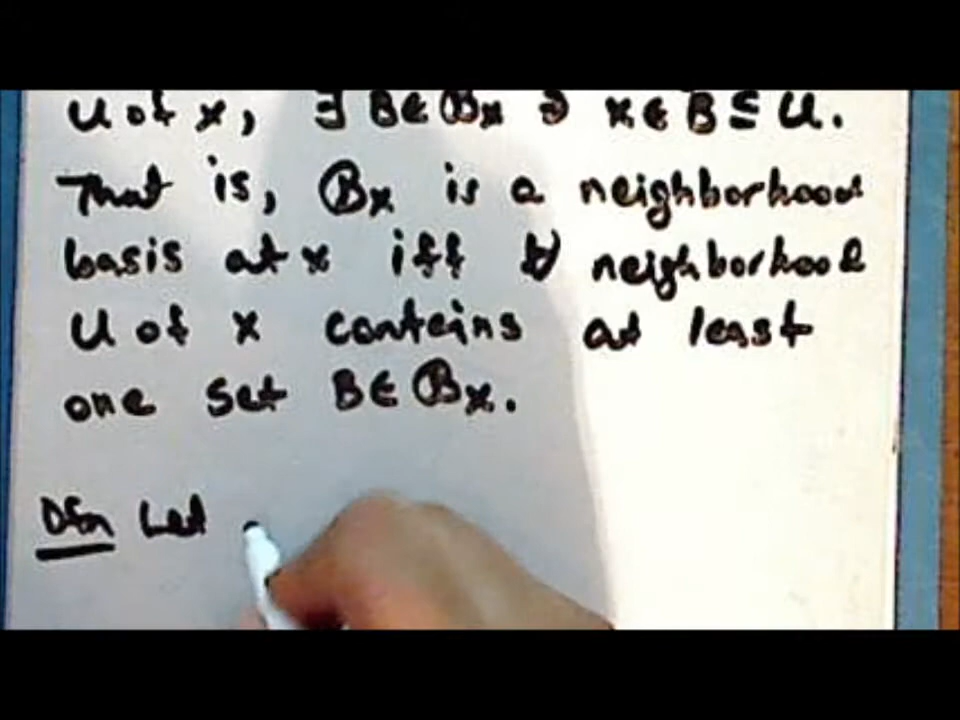 U of x, ∃ B∈ℬx ∋ x∈B⊆U.
That is, ℬx is a neighborhood
basis at x iff ∀ neighborhood
U of x contains at least
one set B∈ℬx.
Dfn Let